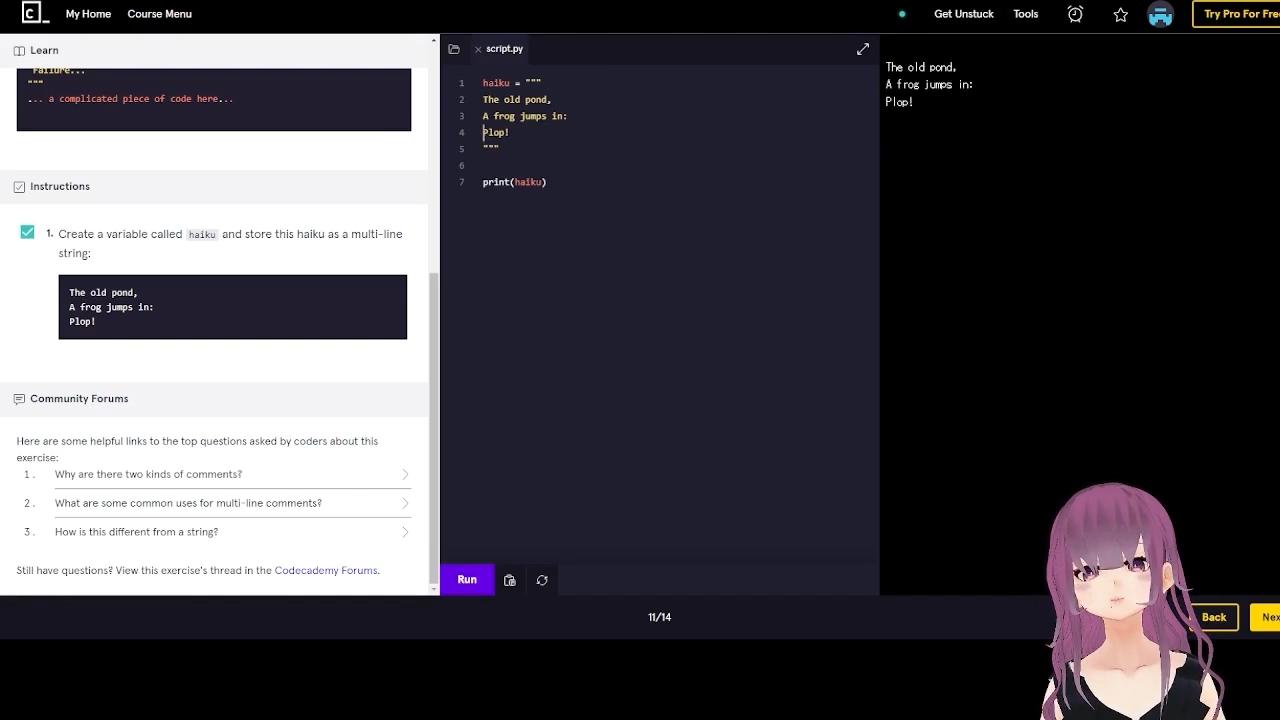 C_
My Home
Course Menu
Get Unstuck
Tools
Try Pro For Fre
Learn
Failure...
"""
... a complicated piece of code here...
Instructions
1. Create a variable called haiku and store this haiku as a multi-line
string:
The old pond,
A frog jumps in:
Plop!
Community Forums
Here are some helpful links to the top questions asked by coders about this
exercise:
1. Why are there two kinds of comments?
2. What are some common uses for multi-line comments?
3. How is this different from a string?
Still have questions? View this exercise's thread in the Codecademy Forums.
script.py
1 haiku = """
2 The old pond,
3 A frog jumps in:
4 Plop!
5 """
6
7 print(haiku)
Run
The old pond,
A frog jumps in:
Plop!
11/14
Back
Nex